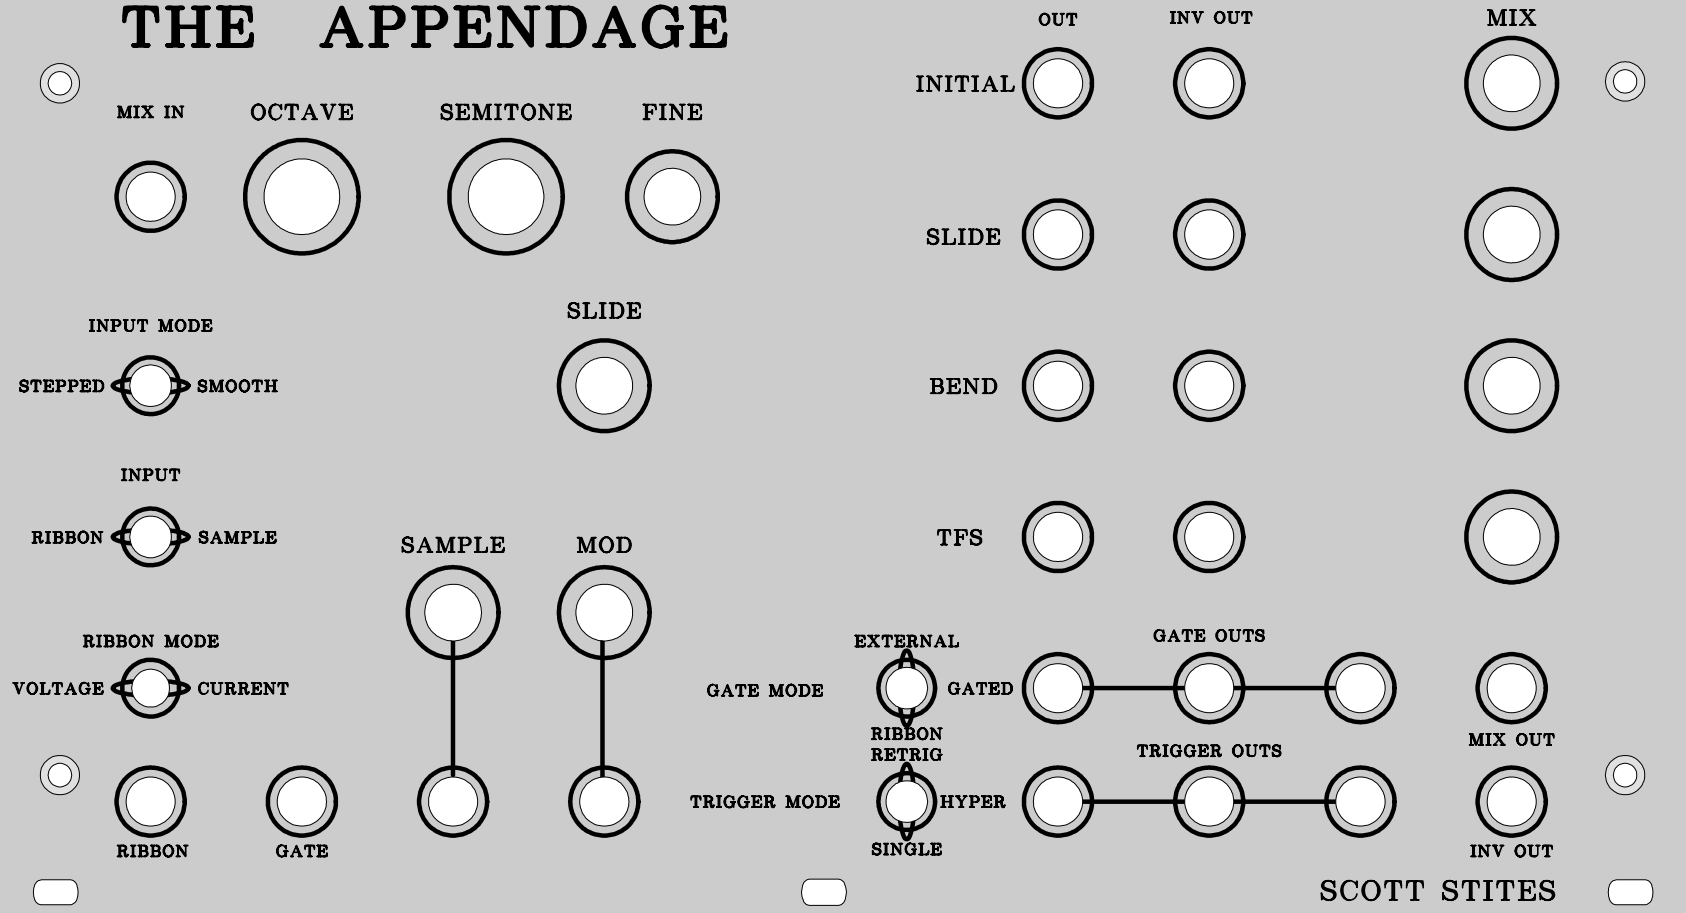 THE APPENDAGE
OUT
INV OUT
MIX
INITIAL
MIX IN
OCTAVE
SEMITONE
FINE
SLIDE
SLIDE
INPUT MODE
STEPPED
SMOOTH
BEND
INPUT
RIBBON
SAMPLE
SAMPLE
MOD
TFS
RIBBON MODE
VOLTAGE
CURRENT
GATE MODE
EXTERNAL
GATED
RIBBON
GATE OUTS
MIX OUT
RETRIG
TRIGGER OUTS
TRIGGER MODE
HYPER
SINGLE
RIBBON
GATE
INV OUT
SCOTT STITES